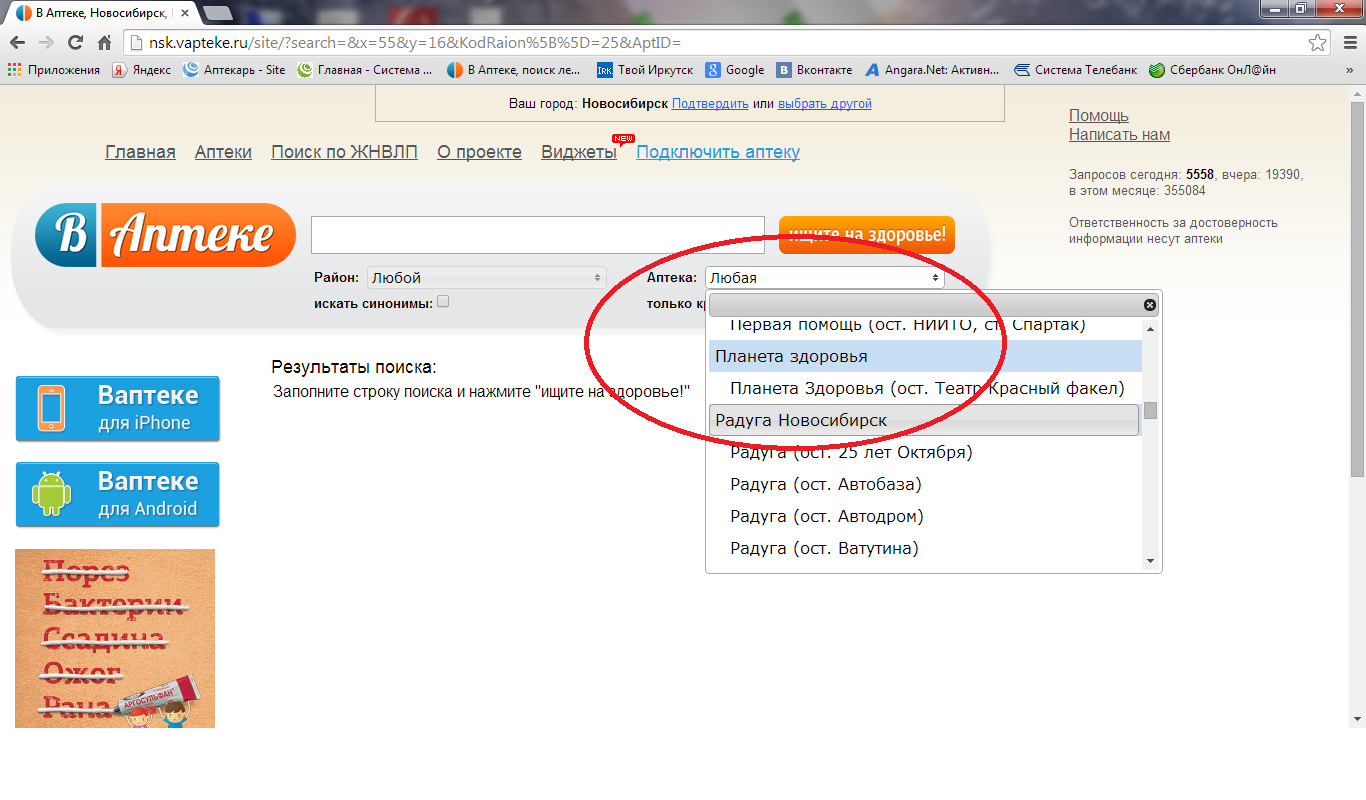 В Аптеке, Новосибирск,
nsk.vapteke.ru/site/?search=&x=55&y=16&KodRaion%5B%5D=25&AptID=
Приложения Яндекс Аптекарь - Site Главная - Система ... В Аптеке, поиск ле... IRK Твой Иркутск Google Вконтакте Angara.Net: Активн... Система Телебанк Сбербанк ОнЛ@йн »
Ваш город: Новосибирск Подтвердить или выбрать другой
Помощь
Написать нам
Главная Аптеки Поиск по ЖНВЛП О проекте Виджеты NEW Подключить аптеку
Запросов сегодня: 5558, вчера: 19390,
в этом месяце: 355084
Ответственность за достоверность
информации несут аптеки
В Аптеке
ищите на здоровье!
Район: Любой Аптека: Любая
искать синонимы: только
Первая помощь (ост. НИИТО, ст. Спартак)
Планета здоровья
Планета Здоровья (ост. Театр Красный факел)
Радуга Новосибирск
Радуга (ост. 25 лет Октября)
Радуга (ост. Автобаза)
Радуга (ост. Автодром)
Радуга (ост. Ватутина)
Результаты поиска:
Заполните строку поиска и нажмите "ищите на здоровье!"
Ваптеке
для iPhone
Ваптеке
для Android
Порез
Бактерии
Ссадина
Ожог
Рана
АРГОСУЛЬФАН